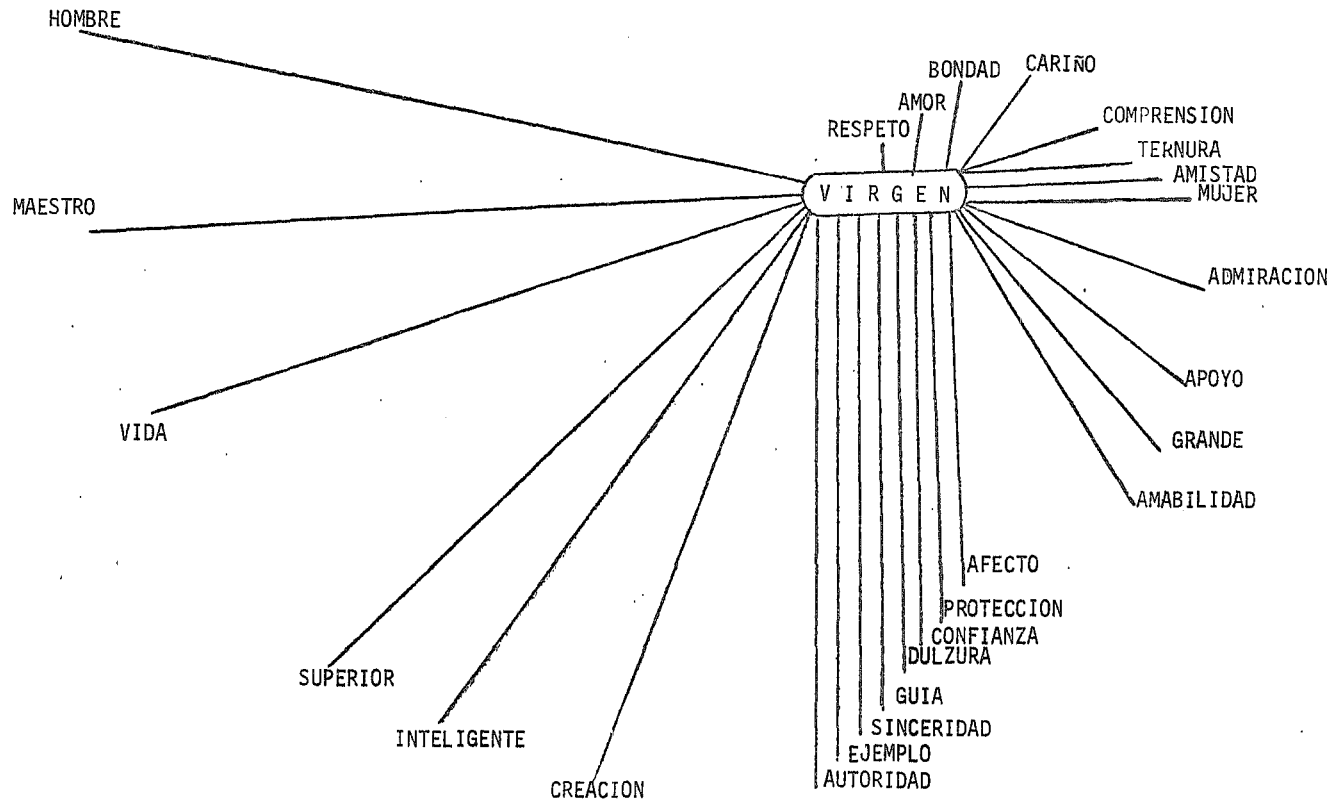 HOMBRE
BONDAD
CARIÑO
AMOR
COMPRENSION
RESPETO
TERNURA
AMISTAD
MUJER
VIRGEN
MAESTRO
ADMIRACION
APOYO
VIDA
GRANDE
AMABILIDAD
AFECTO
PROTECCION
CONFIANZA
DULZURA
SUPERIOR
GUIA
SINCERIDAD
INTELIGENTE
EJEMPLO
AUTORIDAD
CREACION